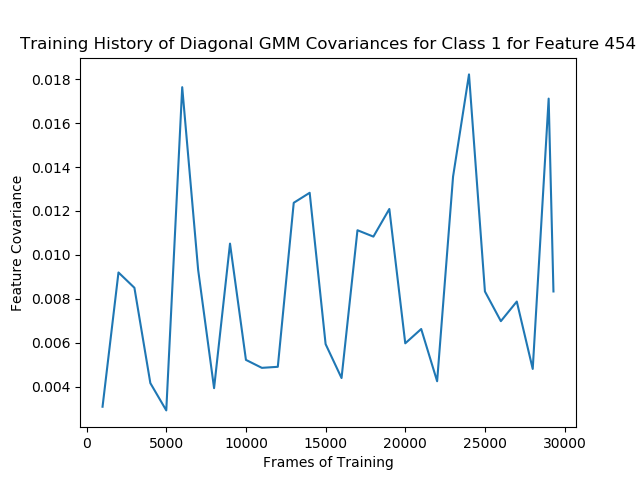 Training History of Diagonal GMM Covariances for Class 1 for Feature 454
0.018
0.016
0.014
0.012
0.010
0.008
0.006
0.004
Feature Covariance
0 5000 10000 15000 20000 25000 30000
Frames of Training